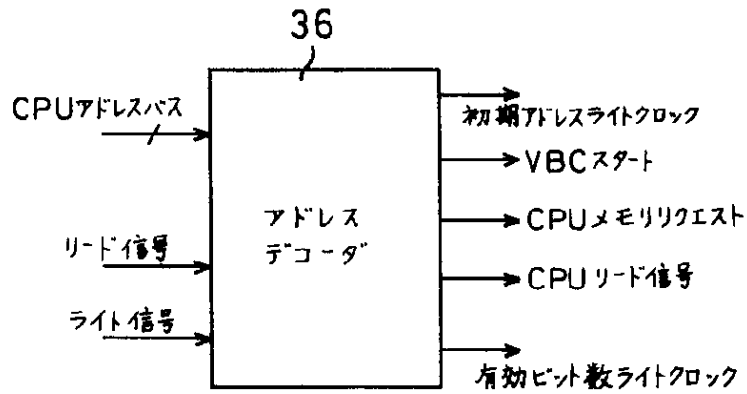 36
CPUアドレスバス
リード信号
ライト信号
アドレス
デコーダ
初期アドレスライトクロック
VBCスタート
CPUメモリリクエスト
CPUリード信号
有効ビット数ライトクロック